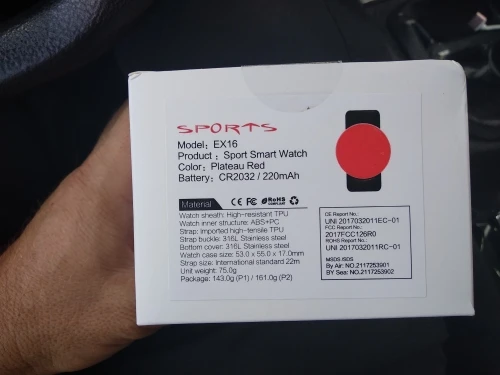 SPORTS
Model: EX16
Product : Sport Smart Watch
Color: Plateau Red
Battery: CR2032 / 220mAh
Material
CE FC RoHS
Watch sheath: High-resistant TPU
Watch inner structure: ABS+PC
Strap: Imported high-tensile TPU
Strap buckle: 316L Stainless steel
Bottom cover: 316L Stainless steel
Watch case size: 53.0 x 55.0 x 17.0mm
Strap size: International standard 22m
Unit weight: 75.0g
Package: 143.0g (P1) / 161.0g (P2)
CE Report No.:
UNI 2017032011EC-01
FCC Report No.:
2017FCC126R0
ROHS Report No.:
UNI 2017032011RC-01
MSDS /SDS
By Air: NO.2117253901
BY Sea: NO.2117253902